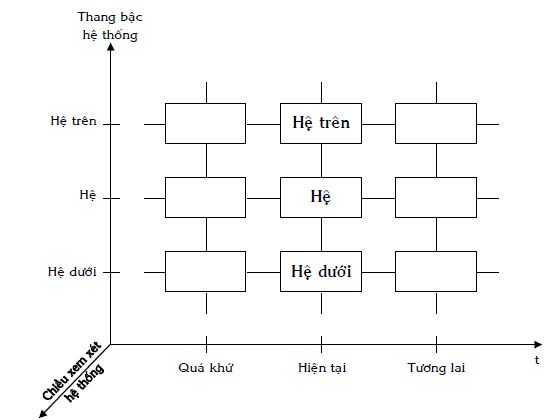 Thang bậc
hệ thống
Hệ trên
Hệ trên
Hệ
Hệ
Hệ dưới
Hệ dưới
Chiều xem xét
hệ thống
Quá khứ
Hiện tại
Tương lai
t